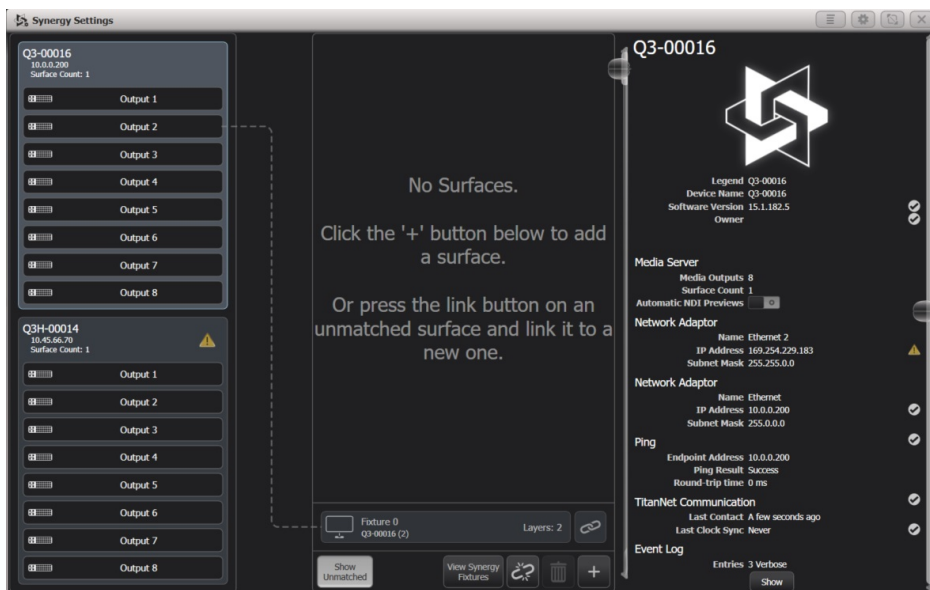 Synergy Settings
Q3-00016
10.0.0.200
Surface Count: 1
Output 1
Output 2
Output 3
Output 4
Output 5
Output 6
Output 7
Output 8
Q3H-00014
10.45.66.70
Surface Count: 1
Output 1
Output 2
Output 3
Output 4
Output 5
Output 6
Output 7
Output 8
No Surfaces.
Click the '+' button below to add
a surface.
Or press the link button on an
unmatched surface and link it to a
new one.
Fixture 0
Q3-00016 (2)
Layers: 2
Show
Unmatched
View Synergy
Fixtures
+
Q3-00016
Legend Q3-00016
Device Name Q3-00016
Software Version 15.1.182.5
Owner
Media Server
Media Outputs 8
Surface Count 1
Automatic NDI Previews
Network Adaptor
Name Ethernet 2
IP Address 169.254.229.183
Subnet Mask 255.255.0.0
Network Adaptor
Name Ethernet
IP Address 10.0.0.200
Subnet Mask 255.0.0.0
Ping
Endpoint Address 10.0.0.200
Ping Result Success
Round-trip time 0 ms
TitanNet Communication
Last Contact A few seconds ago
Last Clock Sync Never
Event Log
Entries 3 Verbose
Show